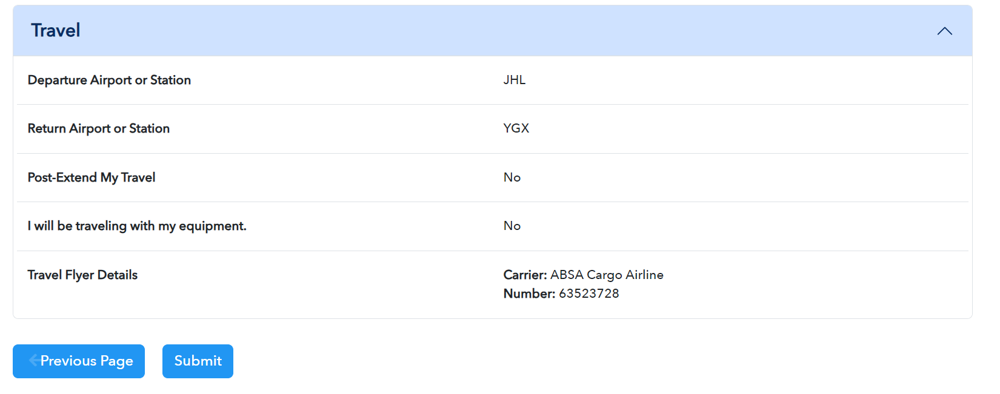 Travel
Departure Airport or Station JHL
Return Airport or Station YGX
Post-Extend My Travel No
I will be traveling with my equipment. No
Travel Flyer Details Carrier: ABSA Cargo Airline
Number: 63523728
Previous Page Submit